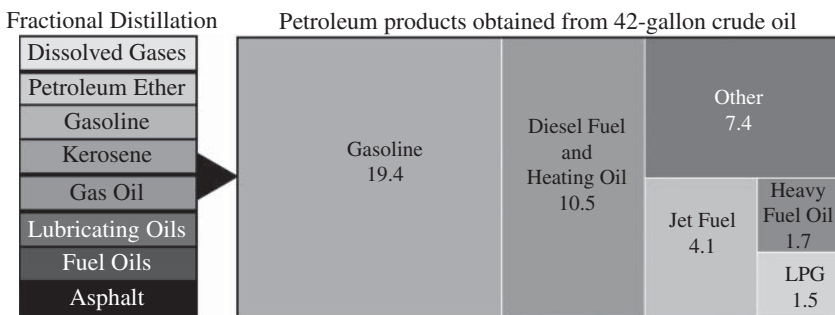 Fractional Distillation
Dissolved Gases
Petroleum Ether
Gasoline
Kerosene
Gas Oil
Lubricating Oils
Fuel Oils
Asphalt
Petroleum products obtained from 42-gallon crude oil
Gasoline
19.4
Diesel Fuel
and
Heating Oil
10.5
Other
7.4
Jet Fuel
4.1
Heavy
Fuel Oil
1.7
LPG
1.5